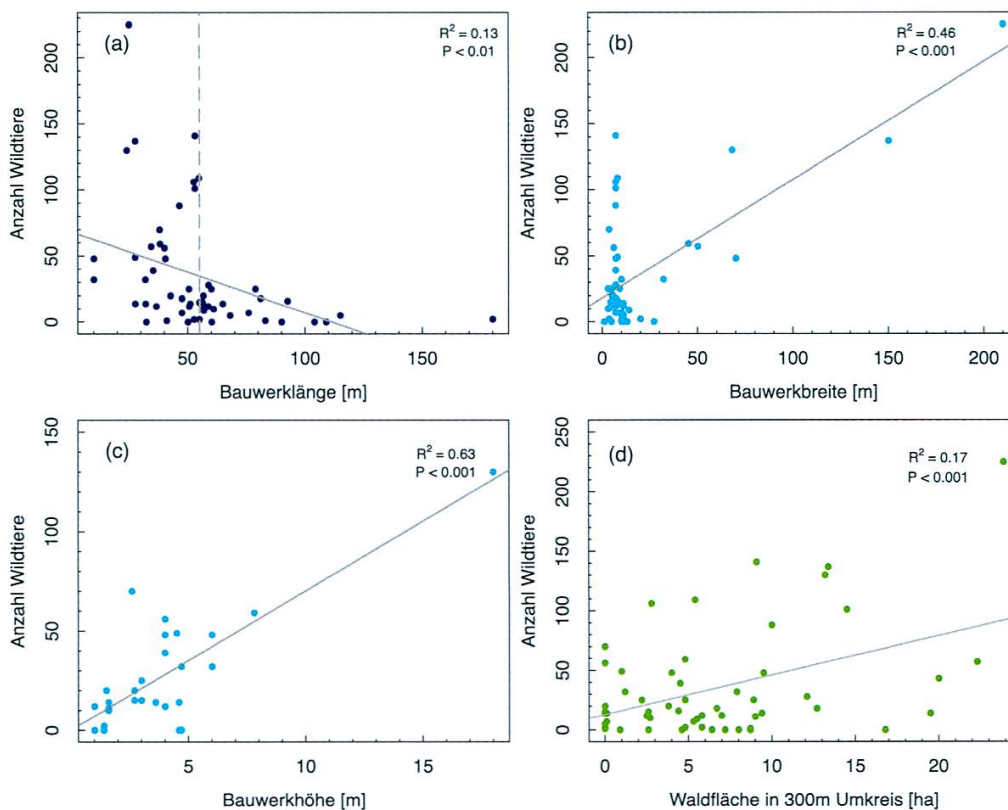 (a)
R² = 0.13
P < 0.01
Anzahl Wildtiere
0
50
100
150
200
50
100
150
Bauwerklänge [m]
(b)
R² = 0.46
P < 0.001
Anzahl Wildtiere
0
50
100
150
200
0
50
100
150
200
Bauwerkbreite [m]
(c)
R² = 0.63
P < 0.001
Anzahl Wildtiere
0
50
100
150
5
10
15
Bauwerkhöhe [m]
(d)
R² = 0.17
P < 0.001
Anzahl Wildtiere
0
50
100
150
200
250
0
5
10
15
20
Waldfläche in 300m Umkreis [ha]